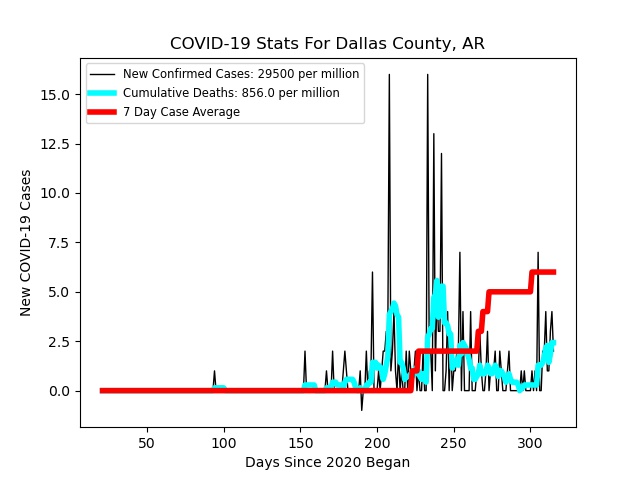 COVID-19 Stats For Dallas County, AR
New Confirmed Cases: 29500 per million
Cumulative Deaths: 856.0 per million
7 Day Case Average
15.0
12.5
10.0
7.5
5.0
2.5
0.0
New COVID-19 Cases
50 100 150 200 250 300
Days Since 2020 Began